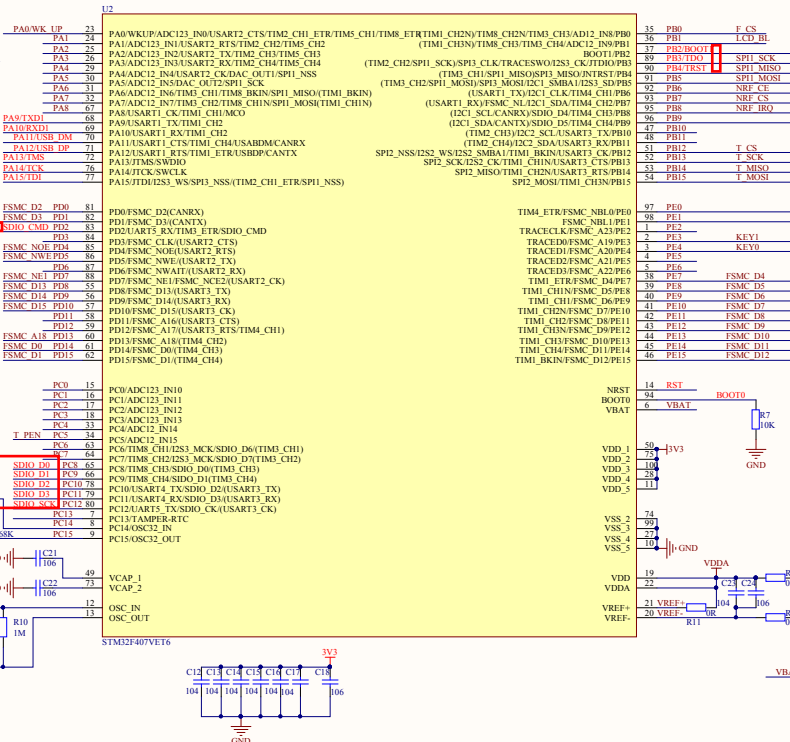 U2
PA0/WK_UP 23 PA0/WKUP/ADC123_IN0/USART2_CTS/TIM2_CH1_ETR/TIM5_CH1/TIM8_ETR (TIM1_CH2N)/TIM8_CH2N/TIM3_CH3/AD12_IN8/PB0 35 PB0 F_CS
PA1 24 PA1/ADC123_IN1/USART2_RTS/TIM2_CH2/TIM5_CH2 (TIM1_CH3N)/TIM8_CH3/TIM3_CH4/ADC12_IN9/PB1 36 PB1 LCD_BL
PA2 25 PA2/ADC123_IN2/USART2_TX/TIM2_CH3/TIM5_CH3 BOOT1/PB2 37 PB2/BOOT
PA3 26 PA3/ADC123_IN3/USART2_RX/TIM2_CH4/TIM5_CH4 (TIM2_CH2/SPI1_SCK)/SPI3_CLK/TRACESWO/I2S3_CK/JTDIO/PB3 89 PB3/TDO SPI1_SCK
PA4 29 PA4/ADC12_IN4/USART2_CK/DAC_OUT1/SPI1_NSS (TIM3_CH1/SPI1_MISO)SPI3_MISO/JNTRST/PB4 90 PB4/TRST SPI1_MISO
PA5 30 PA5/ADC12_IN5/DAC_OUT2/SPI1_SCK (TIM3_CH2/SPI1_MOSI)/SPI3_MOSI/I2C1_SMBA1/I2S3_SD/PB5 91 PB5 SPI1_MOSI
PA6 31 PA6/ADC12_IN6/TIM3_CH1/TIM8_BKIN/SPI1_MISO/(TIM1_BKIN) (USART1_TX)/I2C1_CLK/TIM4_CH1/PB6 92 PB6 NRF_CE
PA7 32 PA7/ADC12_IN7/TIM3_CH2/TIM8_CH1N/SPI1_MOSI(TIM1_CH1N) (USART1_RX)/FSMC_NL/I2C1_SDA/TIM4_CH2/PB7 93 PB7 NRF_CS
PA8 67 PA8/USART1_CK/TIM1_CH1/MCO (I2C1_SCL/CANRX)/SDIO_D4/TIM4_CH3/PB8 95 PB8 NRF_IRQ
PA9/TXD1 68 PA9/USART1_TX/TIM1_CH2 (I2C1_SDA/CANTX)/SDIO_D5/TIM4_CH4/PB9 96 PB9
PA10/RXD1 69 PA10/USART1_RX/TIM1_CH2 (TIM2_CH3)/I2C2_SCL/USART3_TX/PB10 47 PB10
PA11/USB_DM 70 PA11/USART1_CTS/TIM1_CH4/USABDM/CANRX (TIM2_CH4)/I2C2_SDA/USART3_RX/PB11 48 PB11
PA12/USB_DP 71 PA12/USART1_RTS/TIM1_ETR/USBDP/CANTX SPI2_NSS/I2S2_WS/I2S2_SMBA1/TIM1_BKIN/USART3_CK/PB12 51 PB12 T_CS
PA13/TMS 72 PA13/JTMS/SWDIO SPI2_SCK/I2S2_CK/TIM1_CH1N/USART3_CTS/PB13 52 PB13 T_SCK
PA14/TCK 76 PA14/JTCK/SWCLK SPI2_MISO/TIM1_CH2N/USART3_RTS/PB14 53 PB14 T_MISO
PA15/TDI 77 PA15/JTDI/I2S3_WS/SPI3_NSS/(TIM2_CH1_ETR/SPI1_NSS) SPI2_MOSI/TIM1_CH3N/PB15 54 PB15 T_MOSI
FSMC_D2 PD0 81 PD0/FSMC_D2(CANRX) TIM4_ETR/FSMC_NBL0/PE0 97 PE0
FSMC_D3 PD1 82 PD1/FSMC_D3/(CANTX) FSMC_NBL1/PE1 98 PE1
SDIO_CMD PD2 83 PD2/UART5_RX/TIM3_ETR/SDIO_CMD TRACECLK/FSMC_A23/PE2 1 PE2
PD3 84 PD3/FSMC_CLK/(USART2_CTS) TRACED0/FSMC_A19/PE3 2 PE3 KEY1
FSMC_NOE PD4 85 PD4/FSMC_NOE(USART2_RTS) TRACED1/FSMC_A20/PE4 3 PE4 KEY0
FSMC_NWE PD5 86 PD5/FSMC_NWE/(USART2_TX) TRACED2/FSMC_A21/PE5 4 PE5
PD6 87 PD6/FSMC_NWAIT/(USART2_RX) TRACED3/FSMC_A22/PE6 5 PE6
FSMC_NE1 PD7 88 PD7/FSMC_NE1/FSMC_NCE2/(USART2_CK) TIM1_ETR/FSMC_D4/PE7 38 PE7 FSMC_D4
FSMC_D13 PD8 55 PD8/FSMC_D13/(USART3_TX) TIM1_CH1N/FSMC_D5/PE8 39 PE8 FSMC_D5
FSMC_D14 PD9 56 PD9/FSMC_D14/(USART3_RX) TIM1_CH1/FSMC_D6/PE9 40 PE9 FSMC_D6
FSMC_D15 PD10 57 PD10/FSMC_D15/(USART3_CK) TIM1_CH2N/FSMC_D7/PE10 41 PE10 FSMC_D7
PD11 58 PD11/FSMC_A16/(USART3_CTS) TIM1_CH2/FSMC_D8/PE11 42 PE11 FSMC_D8
PD12 59 PD12/FSMC_A17/(USART3_RTS/TIM4_CH1) TIM1_CH3N/FSMC_D9/PE12 43 PE12 FSMC_D9
FSMC_A18 PD13 60 PD13/FSMC_A18/(TIM4_CH2) TIM1_CH3/FSMC_D10/PE13 44 PE13 FSMC_D10
FSMC_D0 PD14 61 PD14/FSMC_D0/(TIM4_CH3) TIM1_CH4/FSMC_D11/PE14 45 PE14 FSMC_D11
FSMC_D1 PD15 62 PD15/FSMC_D1/(TIM4_CH4) TIM1_BKIN/FSMC_D12/PE15 46 PE15 FSMC_D12
PC0 15 PC0/ADC123_IN10 NRST 14 RST
PC1 16 PC1/ADC123_IN11 BOOT0 94 BOOT0
PC2 17 PC2/ADC123_IN12 VBAT 6 VBAT
PC3 18 PC3/ADC123_IN13 R7
PC4 33 PC4/ADC12_IN14 10K
T_PEN PC5 34 PC5/ADC12_IN15
PC6 63 PC6/TIM8_CH1/I2S3_MCK/SDIO_D6/(TIM3_CH1) VDD_1 50 3V3
PC7 64 PC7/TIM8_CH2/I2S3_MCK/SDIO_D7(TIM3_CH2) VDD_2 75
SDIO_D0 PC8 65 PC8/TIM8_CH3/SDIO_D0/(TIM3_CH3) VDD_3 100 GND
SDIO_D1 PC9 66 PC9/TIM8_CH4/SIDO_D1(TIM3_CH4) VDD_4 28
SDIO_D2 PC10 78 PC10/USART4_TX/SDIO_D2/(USART3_TX) VDD_5 11
SDIO_D3 PC11 79 PC11/USART4_RX/SDIO_D3/(USART3_RX)
SDIO_SCK PC12 80 PC12/UART5_TX/SDIO_CK/(USART3_CK)
PC13 7 PC13/TAMPER-RTC VSS_2 74
PC14 8 PC14/OSC32_IN VSS_3 99
68K PC15 9 PC15/OSC32_OUT VSS_4 27
VSS_5 10 GND
C21
106
49 VCAP_1 VDD 19 VDDA
C22
106
73 VCAP_2 VDDA 22 C23 C24
104 106
12 OSC_IN VREF+ 21 VREF+ 0R
13 OSC_OUT VREF- 20 VREF- R11
R10
1M
STM32F407VET6
3V3
C12 C13 C14 C15 C16 C17 C18
104 104 104 104 106
GND